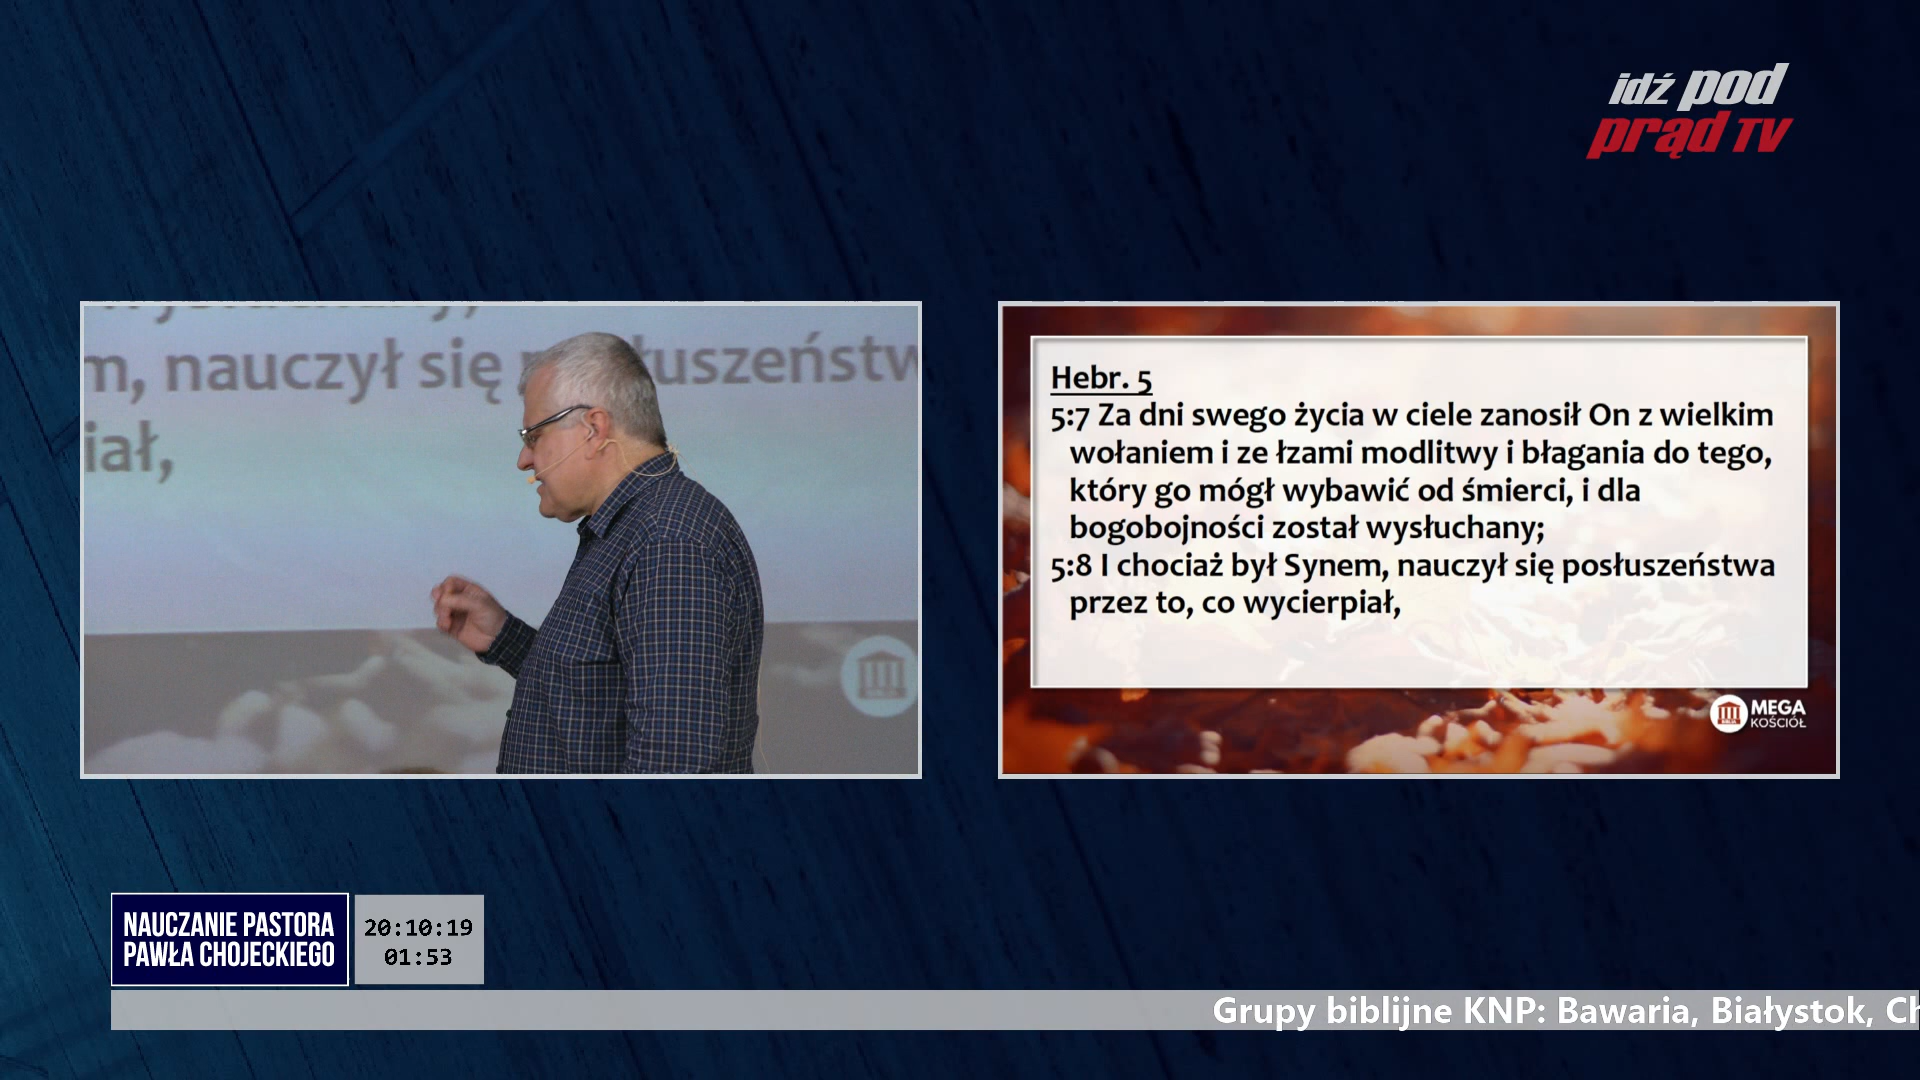 idź pod
prąd TV
m, nauczył się
iał,
Hebr. 5
5:7 Za dni swego życia w ciele zanosił On z wielkim
wołaniem i ze łzami modlitwy i błagania do tego,
który go mógł wybawić od śmierci, i dla
bogobojności został wysłuchany;
5:8 I chociaż był Synem, nauczył się posłuszeństwa
przez to, co wycierpiał,
BIBLIA
MEGA
KOŚCIÓŁ
NAUCZANIE PASTORA
PAWŁA CHOJECKIEGO
20:10:19
01:53
Grupy biblijne KNP: Bawaria, Białystok, Ch